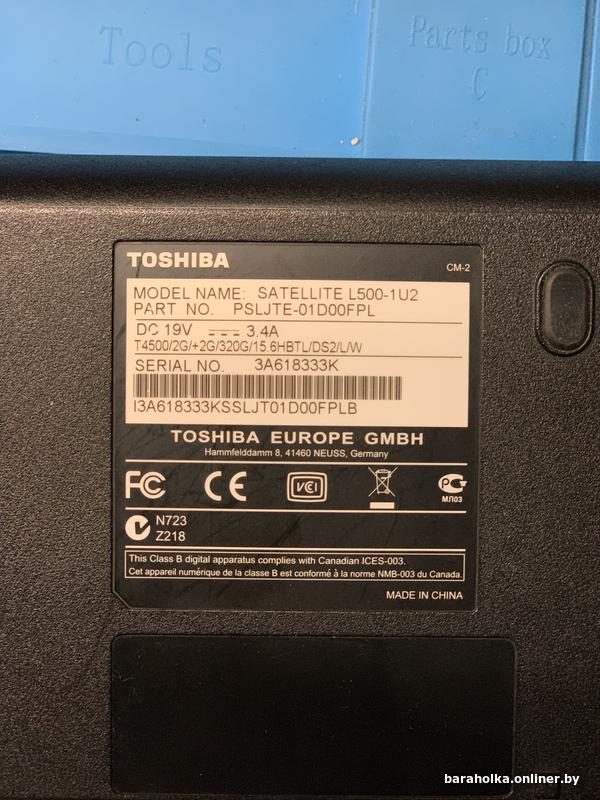 Tools
Parts box
C
TOSHIBA
CM-2
MODEL NAME: SATELLITE L500-1U2
PART NO. PSLJTE-01D00FPL
DC 19V 3.4A
T4500/2G/+2G/320G/15.6HBTL/DS2/L/W
SERIAL NO. 3A618333K
I3A618333KSSLJT01D00FPLB
TOSHIBA EUROPE GMBH
Hammfelddamm 8, 41460 NEUSS, Germany
FC CE VCI PC
МЛ03
N723
Z218
This Class B digital apparatus complies with Canadian ICES-003.
Cet appareil numérique de la classe B est conformé à la norme NMB-003 du Canada.
MADE IN CHINA
baraholka.onliner.by